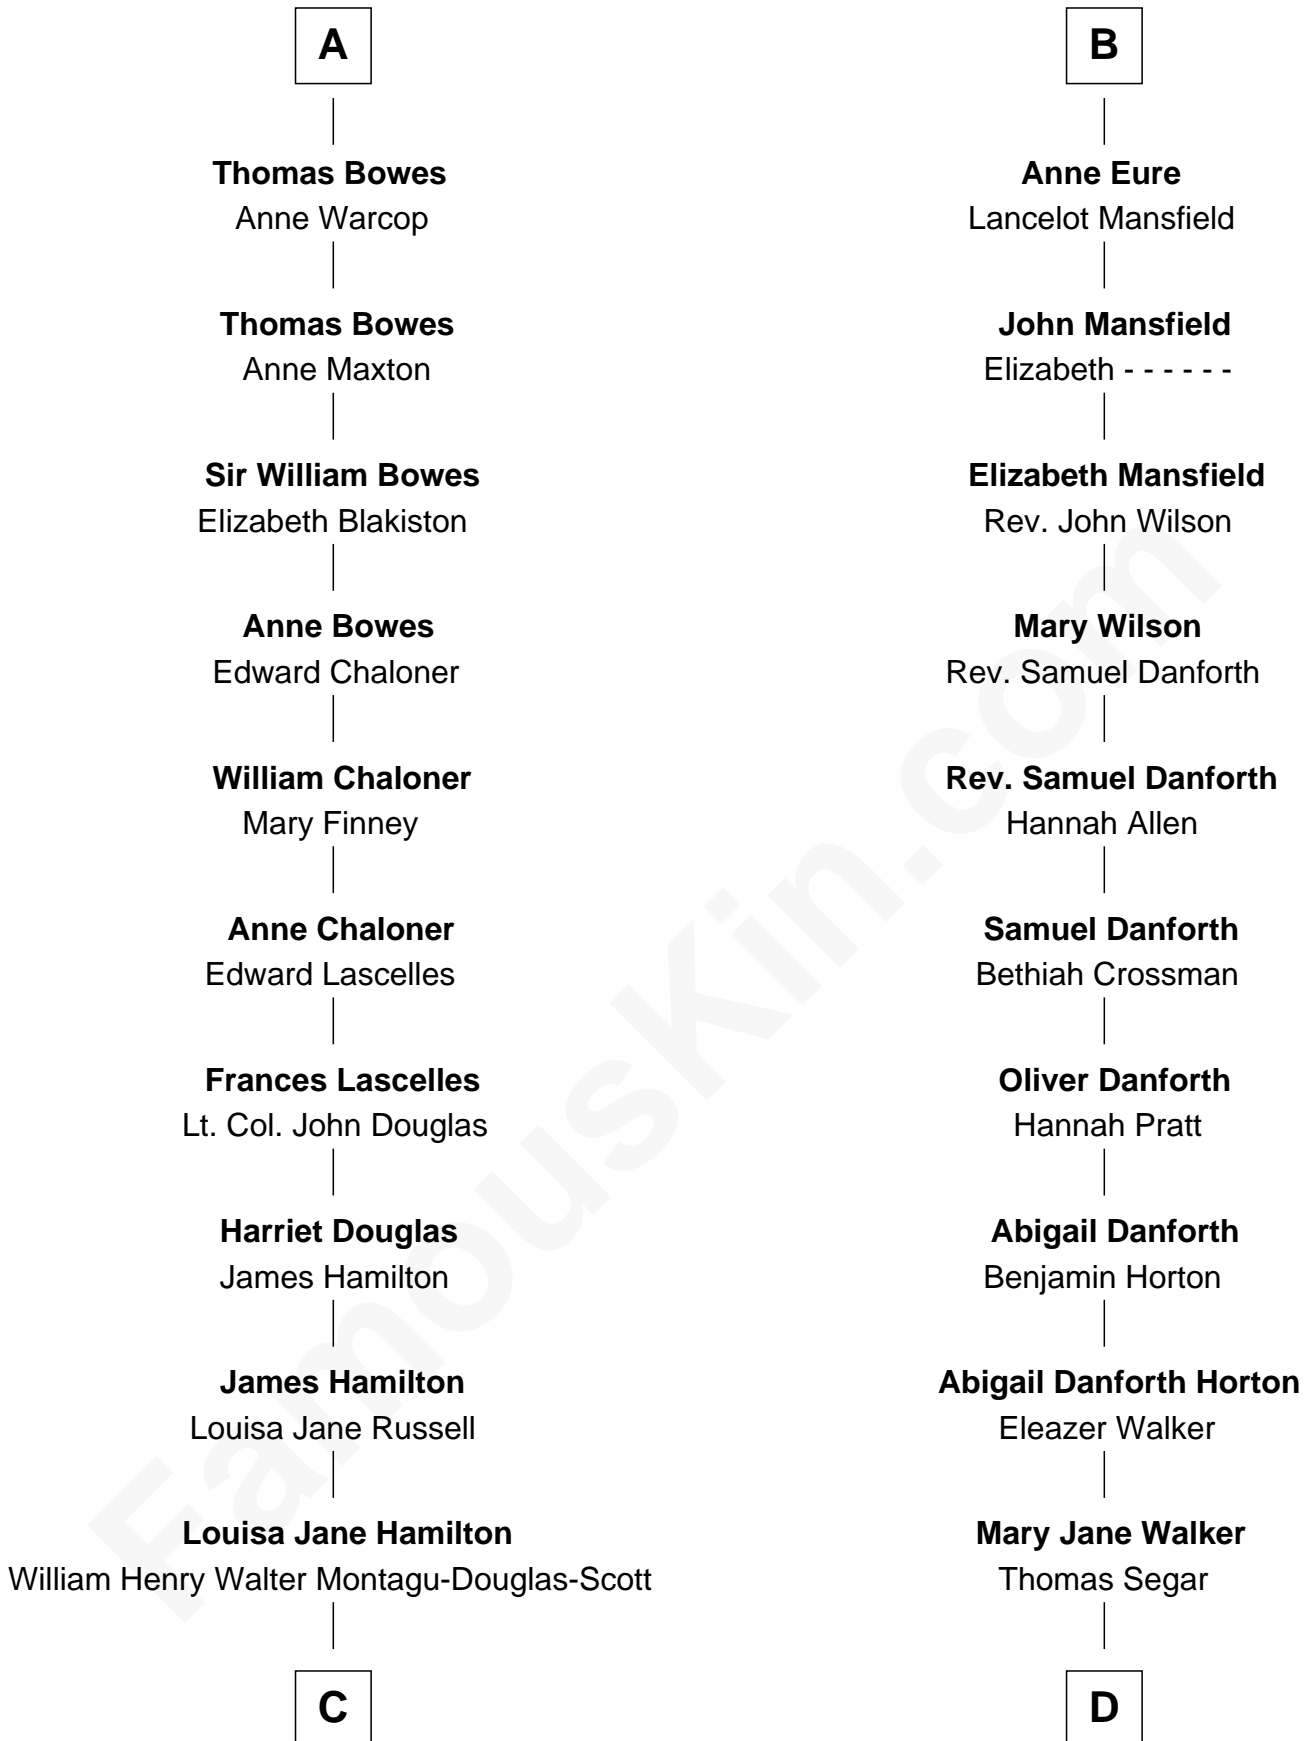 A
Thomas Bowes
Anne Warcop
Thomas Bowes
Anne Maxton
Sir William Bowes
Elizabeth Blakiston
Anne Bowes
Edward Chaloner
William Chaloner
Mary Finney
Anne Chaloner
Edward Lascelles
Frances Lascelles
Lt. Col. John Douglas
Harriet Douglas
James Hamilton
James Hamilton
Louisa Jane Russell
Louisa Jane Hamilton
William Henry Walter Montagu-Douglas-Scott
C
B
Anne Eure
Lancelot Mansfield
John Mansfield
Elizabeth - - - - - -
Elizabeth Mansfield
Rev. John Wilson
Mary Wilson
Rev. Samuel Danforth
Rev. Samuel Danforth
Hannah Allen
Samuel Danforth
Bethiah Crossman
Oliver Danforth
Hannah Pratt
Abigail Danforth
Benjamin Horton
Abigail Danforth Horton
Eleazer Walker
Mary Jane Walker
Thomas Segar
D
FamousKin.com